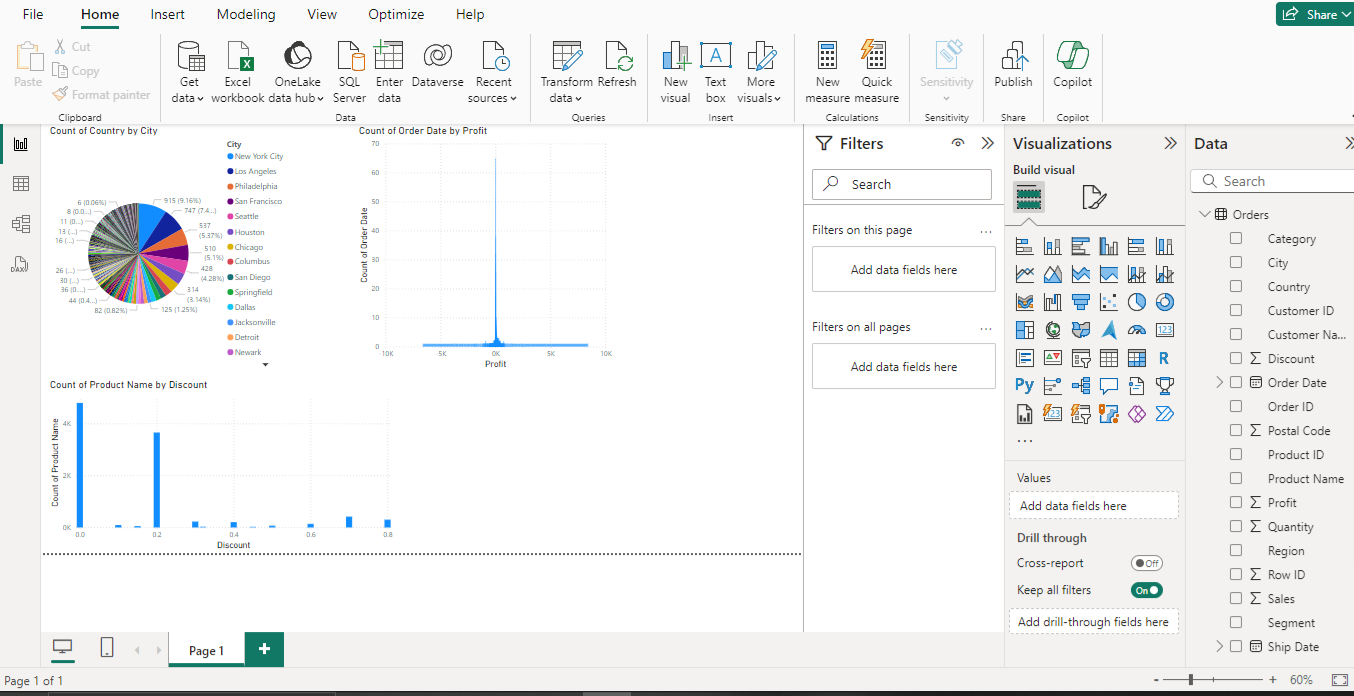 File Home Insert Modeling View Optimize Help
Share
Paste
Cut
Copy
Format painter
Clipboard
Get data
Excel workbook
OneLake data hub
SQL Server
Enter data
Dataverse
Recent sources
Data
Transform data
Refresh
Queries
New visual
Text box
More visuals
Insert
New measure
Quick measure
Calculations
Sensitivity
Sensitivity
Publish
Share
Copilot
Copilot
Count of Country by City
915 (9.16%)
747 (7.4...)
537 (5.37%)
510 (5.1%)
428 (4.28%)
314 (3.14%)
125 (1.25%)
82 (0.82%)
44 (0.4...)
36 (0....)
30 (...)
26 (...)
16 (...)
13 (...)
11 (0...)
8 (0.0...)
6 (0.06%)
City
New York City
Los Angeles
Philadelphia
San Francisco
Seattle
Houston
Chicago
Columbus
San Diego
Springfield
Dallas
Jacksonville
Detroit
Newark
Count of Order Date by Profit
Count of Order Date
70
60
50
40
30
20
10
0
-10K -5K 0K 5K 10K
Profit
Count of Product Name by Discount
Count of Product Name
4K
2K
0K
0.0 0.2 0.4 0.6 0.8
Discount
DAX
Filters
Search
Filters on this page
Add data fields here
Filters on all pages
Add data fields here
Visualizations
Build visual
123
R
Py
123
Values
Add data fields here
Drill through
Cross-report Off
Keep all filters On
Add drill-through fields here
Data
Search
Orders
Category
City
Country
Customer ID
Customer Na...
Discount
Order Date
Order ID
Postal Code
Product ID
Product Name
Profit
Quantity
Region
Row ID
Sales
Segment
Ship Date
Page 1
Page 1 of 1
- + 60%